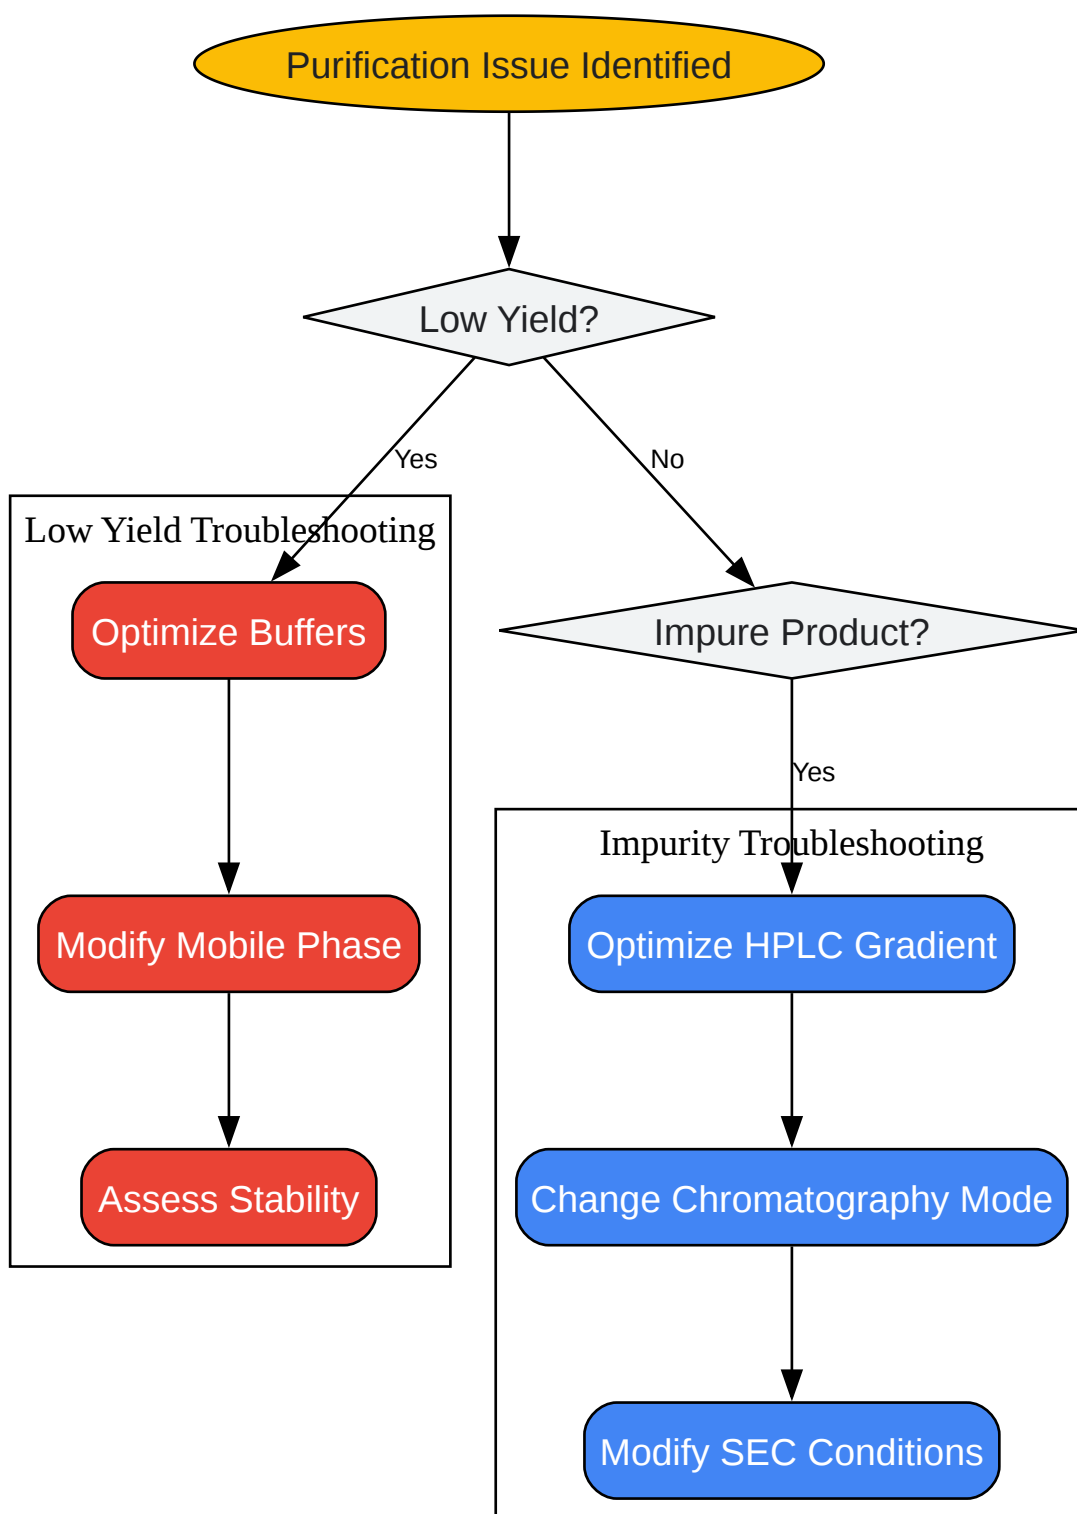 Purification Issue Identified
Low Yield?
Yes
No
Low Yield Troubleshooting
Optimize Buffers
Impure Product?
Yes
Impurity Troubleshooting
Modify Mobile Phase
Optimize HPLC Gradient
Assess Stability
Change Chromatography Mode
Modify SEC Conditions